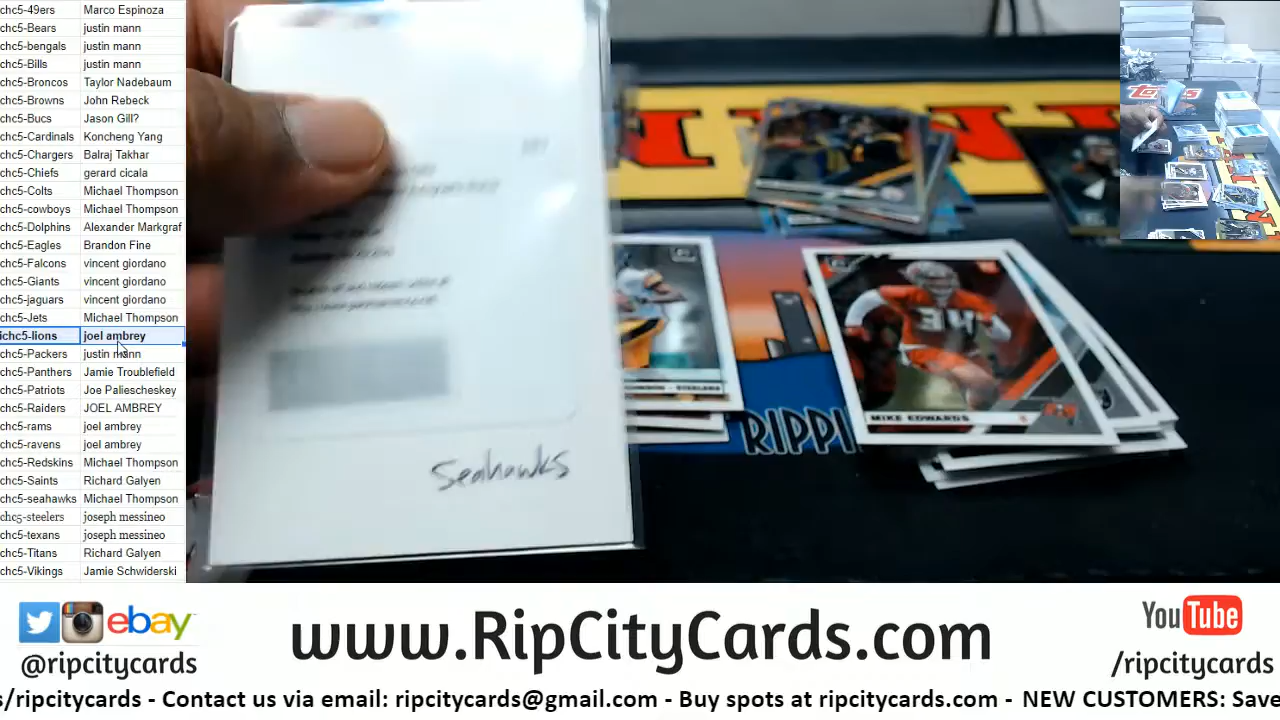 chc5-49ers Marco Espinoza
chc5-Bears justin mann
chc5-bengals justin mann
chc5-Bills justin mann
chc5-Broncos Taylor Nadebaum
chc5-Browns John Rebeck
chc5-Bucs Jason Gill?
chc5-Cardinals Koncheng Yang
chc5-Chargers Balraj Takhar
chc5-Chiefs gerard cicala
chc5-Colts Michael Thompson
chc5-cowboys Michael Thompson
chc5-Dolphins Alexander Markgraf
chc5-Eagles Brandon Fine
chc5-Falcons vincent giordano
chc5-Giants vincent giordano
chc5-jaguars vincent giordano
chc5-Jets Michael Thompson
ichc5-lions joel ambrey
chc5-Packers justin mann
chc5-Panthers Jamie Troublefield
chc5-Patriots Joe Paliescheskey
chc5-Raiders JOEL AMBREY
chc5-rams joel ambrey
chc5-ravens joel ambrey
chc5-Redskins Michael Thompson
chc5-Saints Richard Galyen
chc5-seahawks Michael Thompson
chc5-steelers joseph messineo
chc5-texans joseph messineo
chc5-Titans Richard Galyen
chc5-Vikings Jamie Schwiderski
Seahawks
STEELERS
MIKE EDWARDS
34
RIPPI
ebay
@ripcitycards
www.RipCityCards.com
YouTube
/ripcitycards
s/ripcitycards - Contact us via email: ripcitycards@gmail.com - Buy spots at ripcitycards.com - NEW CUSTOMERS: Save